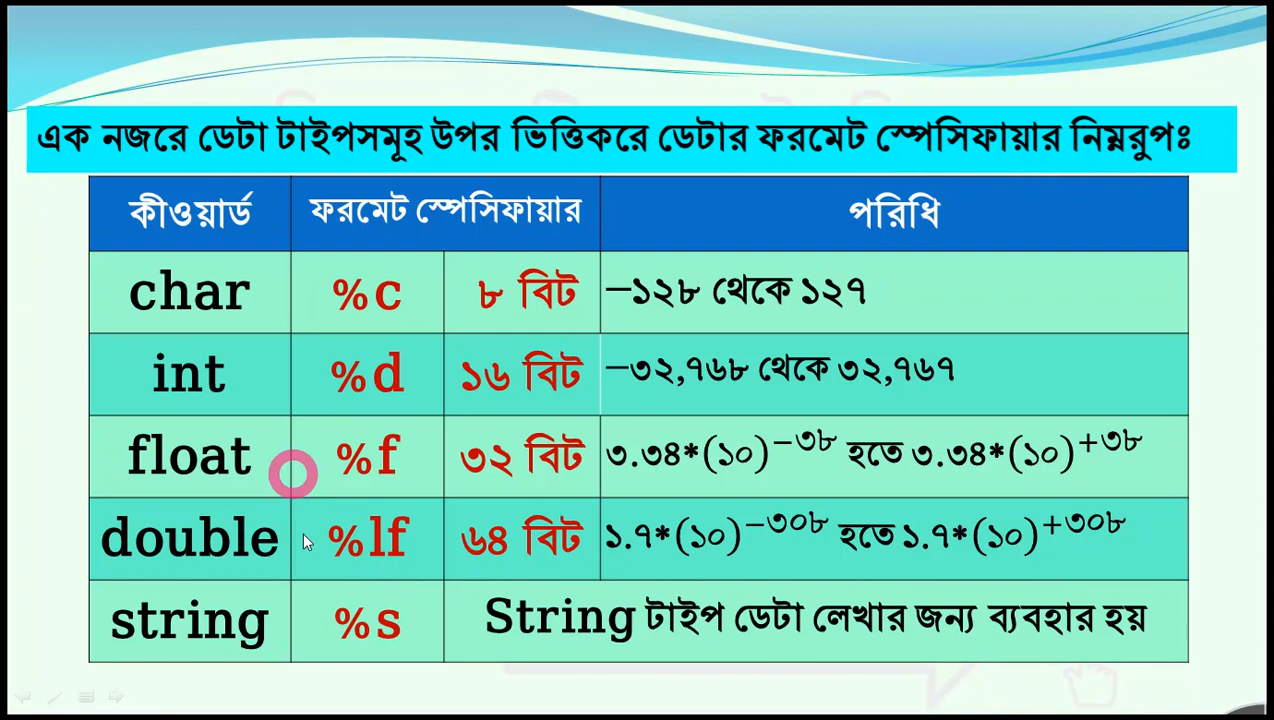 এক নজরে ডেটা টাইপসমূহ উপর ভিত্তিকরে ডেটার ফরমেট স্পেসিফায়ার নিম্নরুপঃ
কীওয়ার্ড ফরমেট স্পেসিফায়ার পরিধি
char %c ৮ বিট –১২৮ থেকে ১২৭
int %d ১৬ বিট –৩২,৭৬৮ থেকে ৩২,৭৬৭
float %f ৩২ বিট ৩.৩৪*(১০)^−৩৮ হতে ৩.৩৪*(১০)^+৩৮
double %lf ৬৪ বিট ১.৭*(১০)^−৩০৮ হতে ১.৭*(১০)^+৩০৮
string %s String টাইপ ডেটা লেখার জন্য ব্যবহার হয়